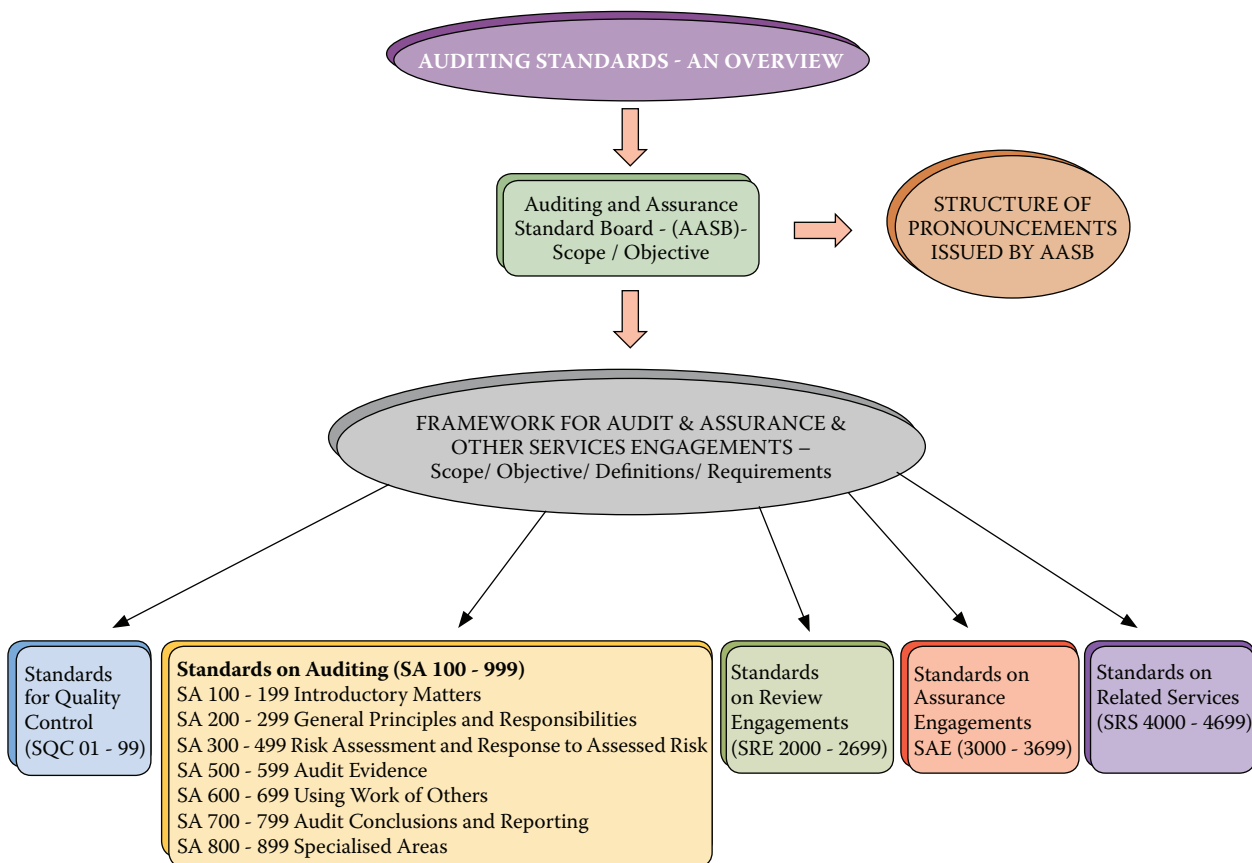 AUDITING STANDARDS - AN OVERVIEW
Auditing and Assurance
Standard Board - (AASB)-
Scope / Objective
STRUCTURE OF
PRONOUNCEMENTS
ISSUED BY AASB
FRAMEWORK FOR AUDIT & ASSURANCE &
OTHER SERVICES ENGAGEMENTS –
Scope/ Objective/ Definitions/ Requirements
Standards
for Quality
Control
(SQC 01 - 99)
Standards on Auditing (SA 100 - 999)
SA 100 - 199 Introductory Matters
SA 200 - 299 General Principles and Responsibilities
SA 300 - 499 Risk Assessment and Response to Assessed Risk
SA 500 - 599 Audit Evidence
SA 600 - 699 Using Work of Others
SA 700 - 799 Audit Conclusions and Reporting
SA 800 - 899 Specialised Areas
Standards
on Review
Engagements
(SRE 2000 - 2699)
Standards on
Assurance
Engagements
SAE (3000 - 3699)
Standards on
Related Services
(SRS 4000 - 4699)